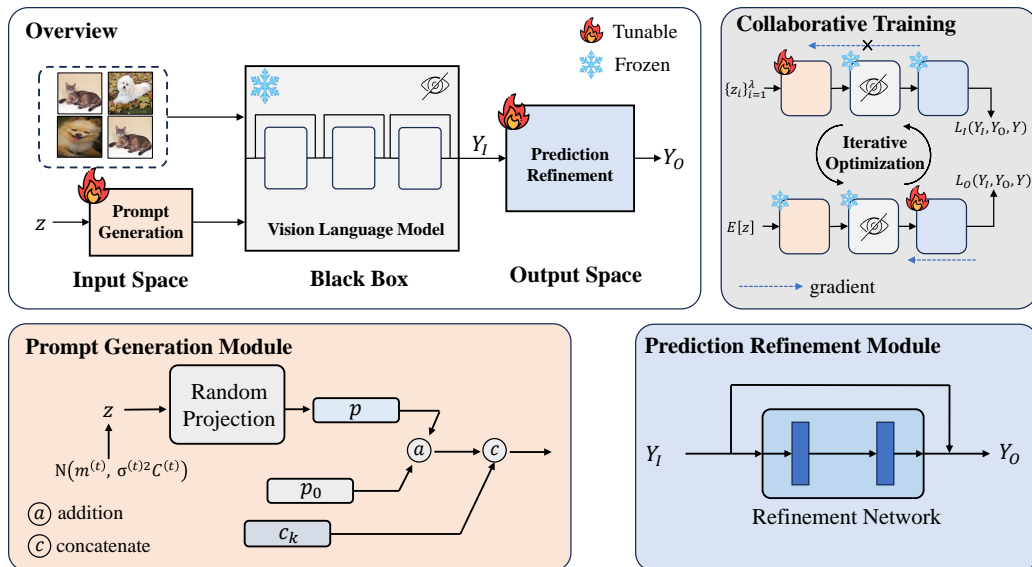 Overview
Tunable
Frozen
Y_I
Prediction
Refinement
Y_O
z
Prompt
Generation
Vision Language Model
Input Space
Black Box
Output Space
Collaborative Training
{z_i}_{i=1}^λ
L_I(Y_I, Y_O, Y)
Iterative
Optimization
L_O(Y_I, Y_O, Y)
E[z]
gradient
Prompt Generation Module
Random
Projection
z
p
N(m^(t), σ^(t)2 C^(t))
a
c
p_0
c_k
a addition
c concatenate
Prediction Refinement Module
Y_I
Y_O
Refinement Network